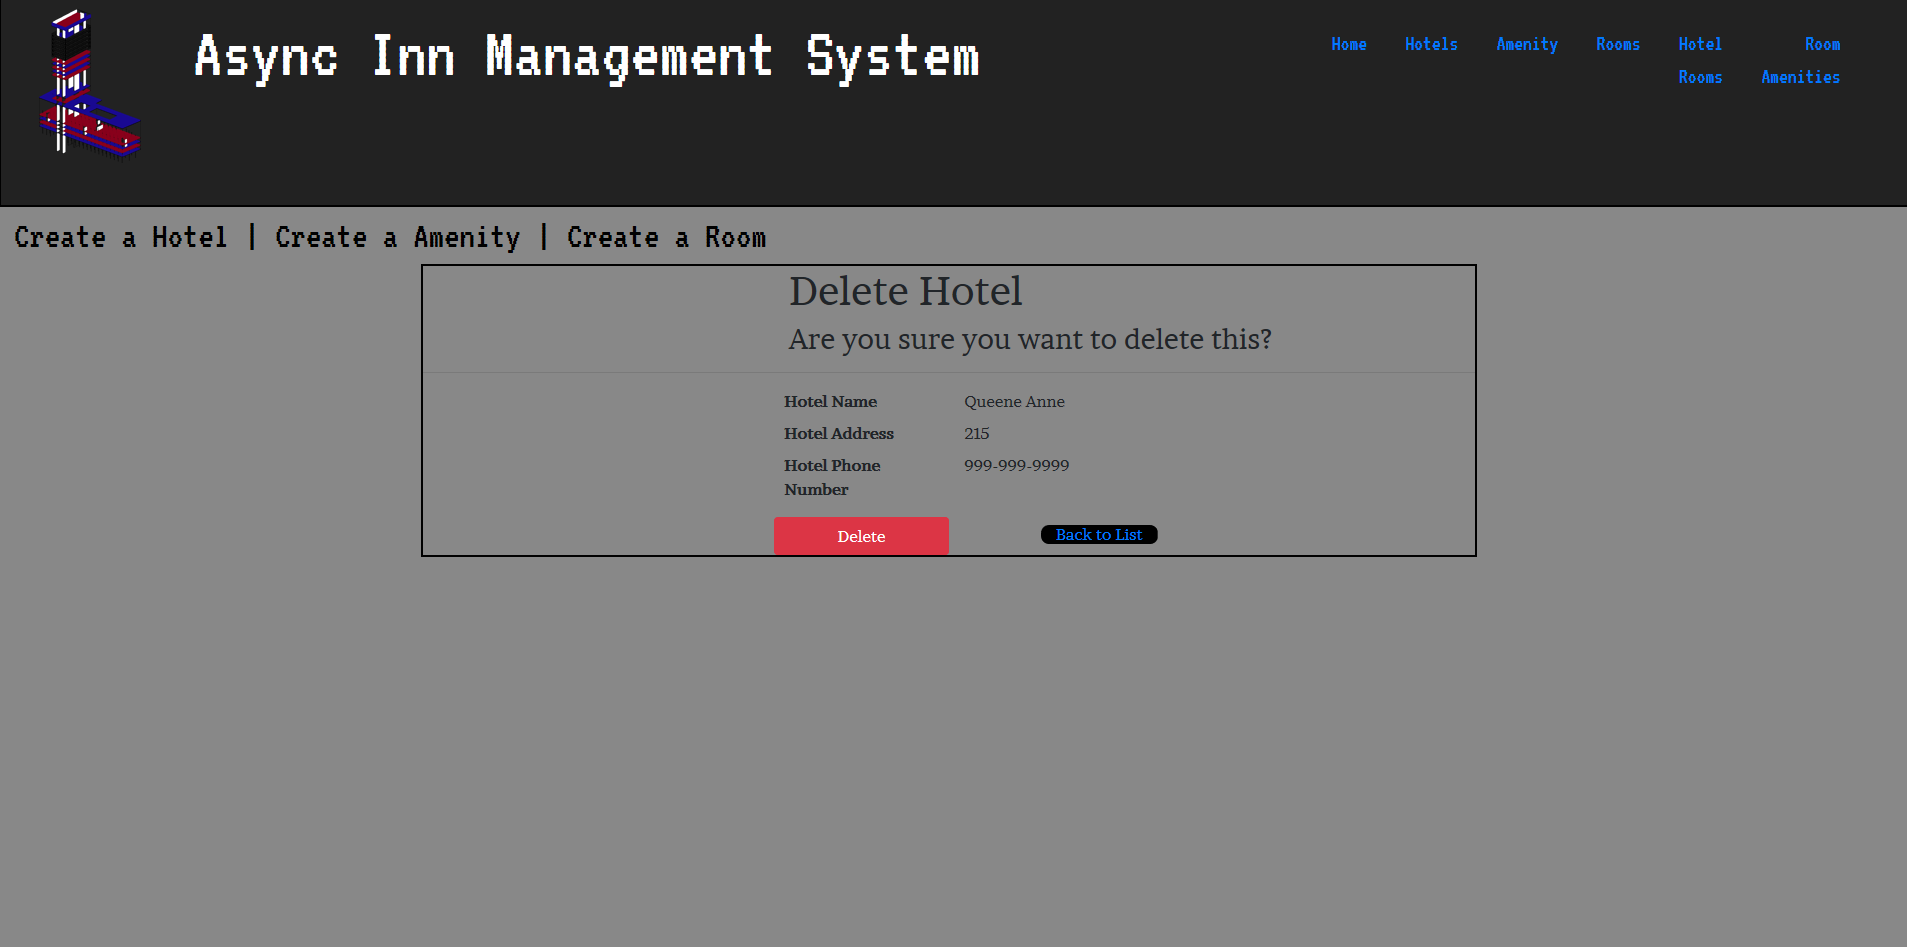 Async Inn Management System
Home Hotels Amenity Rooms Hotel Rooms Room Amenities
Create a Hotel | Create a Amenity | Create a Room
Delete Hotel
Are you sure you want to delete this?
Hotel Name Queene Anne
Hotel Address 215
Hotel Phone Number 999-999-9999
Delete Back to List